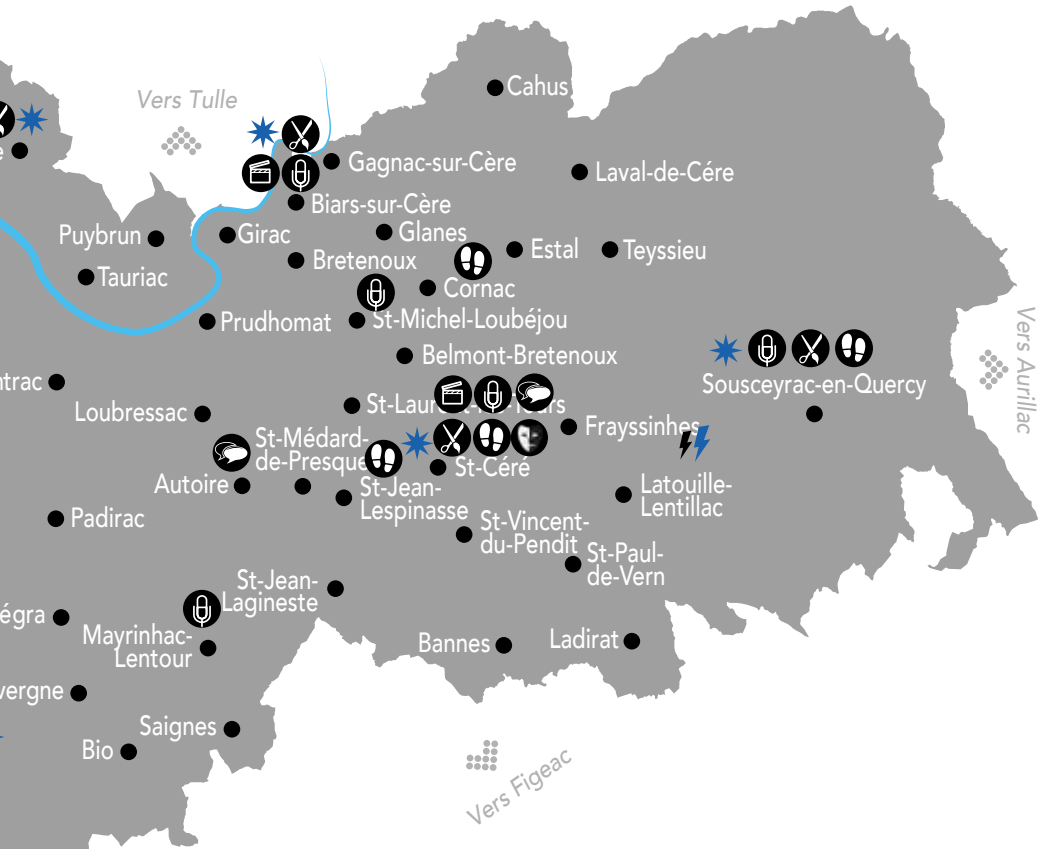 Cahus
Vers Tulle
Gagnac-sur-Cère
Laval-de-Cére
Biars-sur-Cère
Puybrun
Girac
Glanes
Estal
Teyssieu
Bretenoux
Tauriac
Cornac
Prudhomat
St-Michel-Loubéjou
Vers Aurillac
Belmont-Bretenoux
Sousceyrac-en-Quercy
ntrac
Loubressac
Frayssinhes
St-Médard-
de-Presque
St-Céré
Autoire
St-Jean-
Lespinasse
Latouille-
Lentillac
Padirac
St-Vincent-
du-Pendit
St-Paul-
de-Vern
St-Jean-
Lagineste
égra
Mayrinhac-
Lentour
Bannes
Ladirat
vergne
Saignes
Bio
Vers Figeac